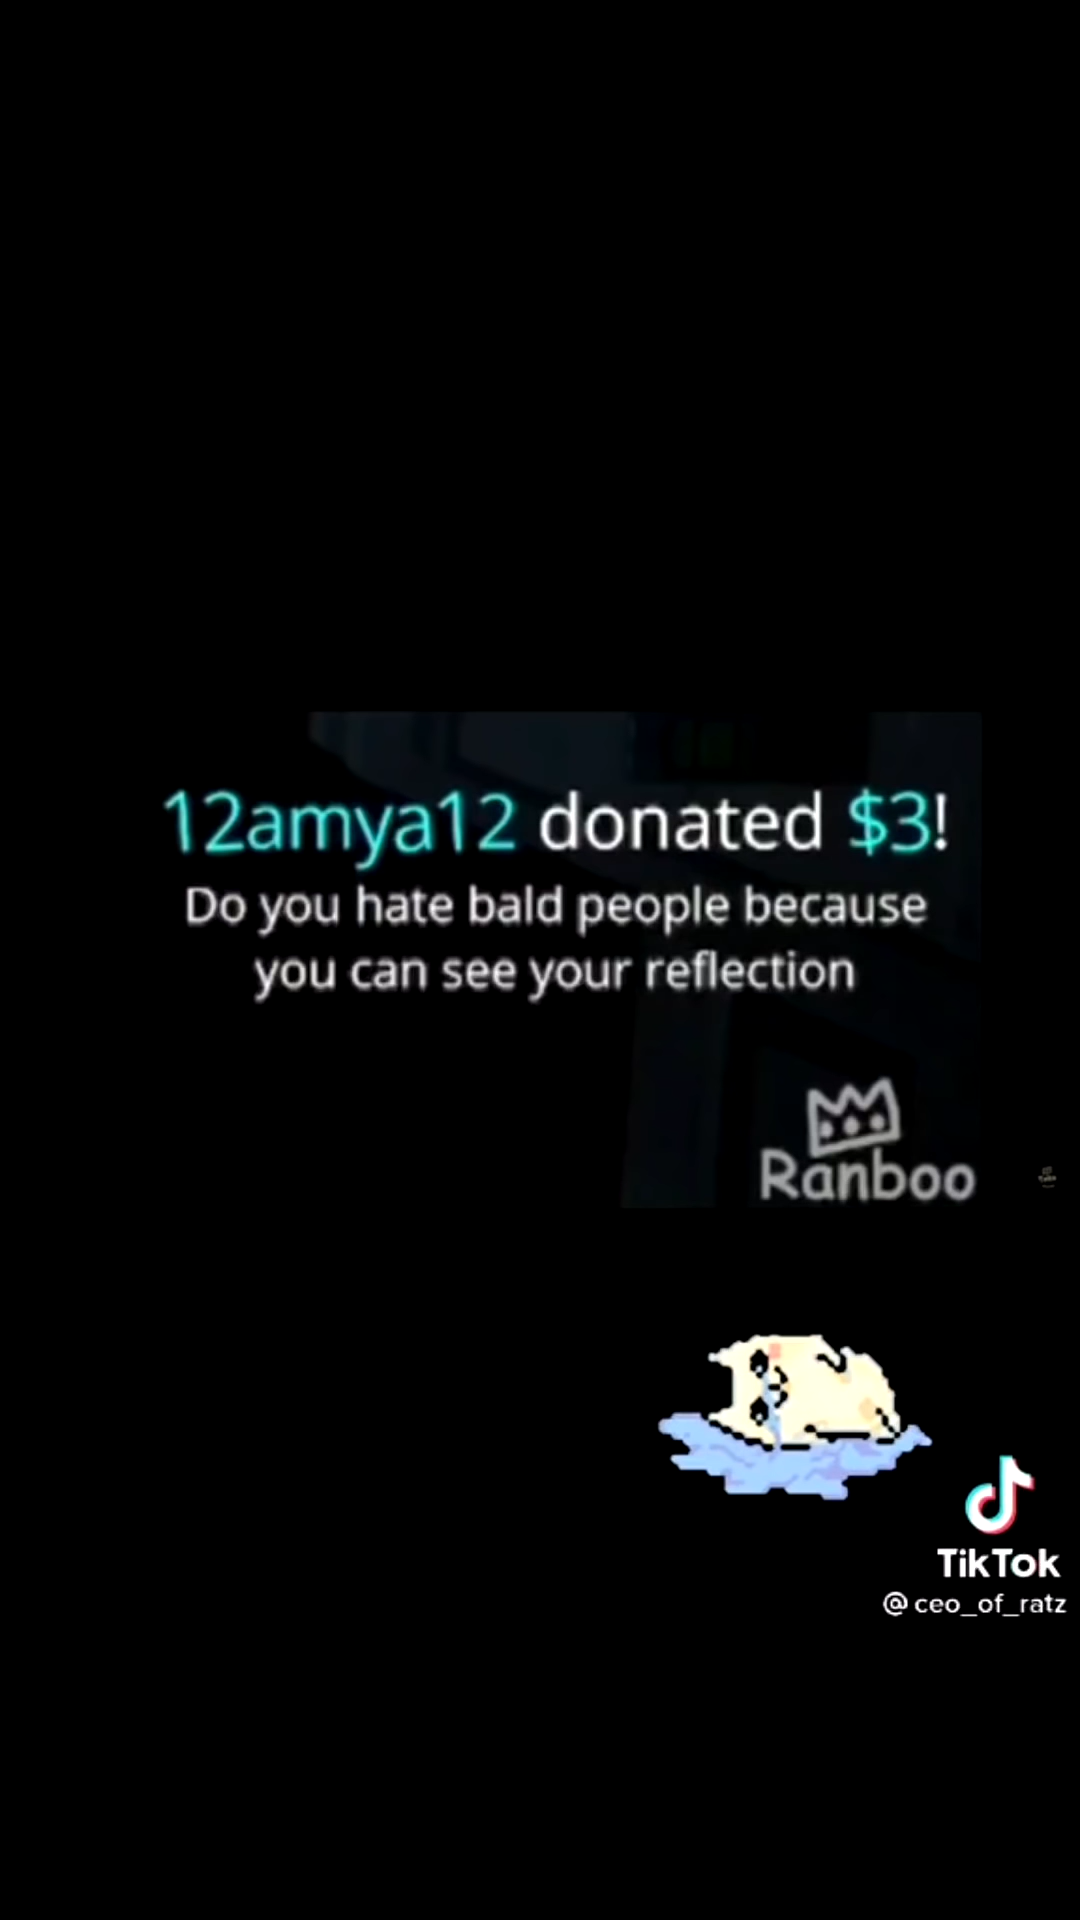 12amya12 donated $3!
Do you hate bald people because
you can see your reflection
Ranboo
TikTok
@ceo_of_ratz